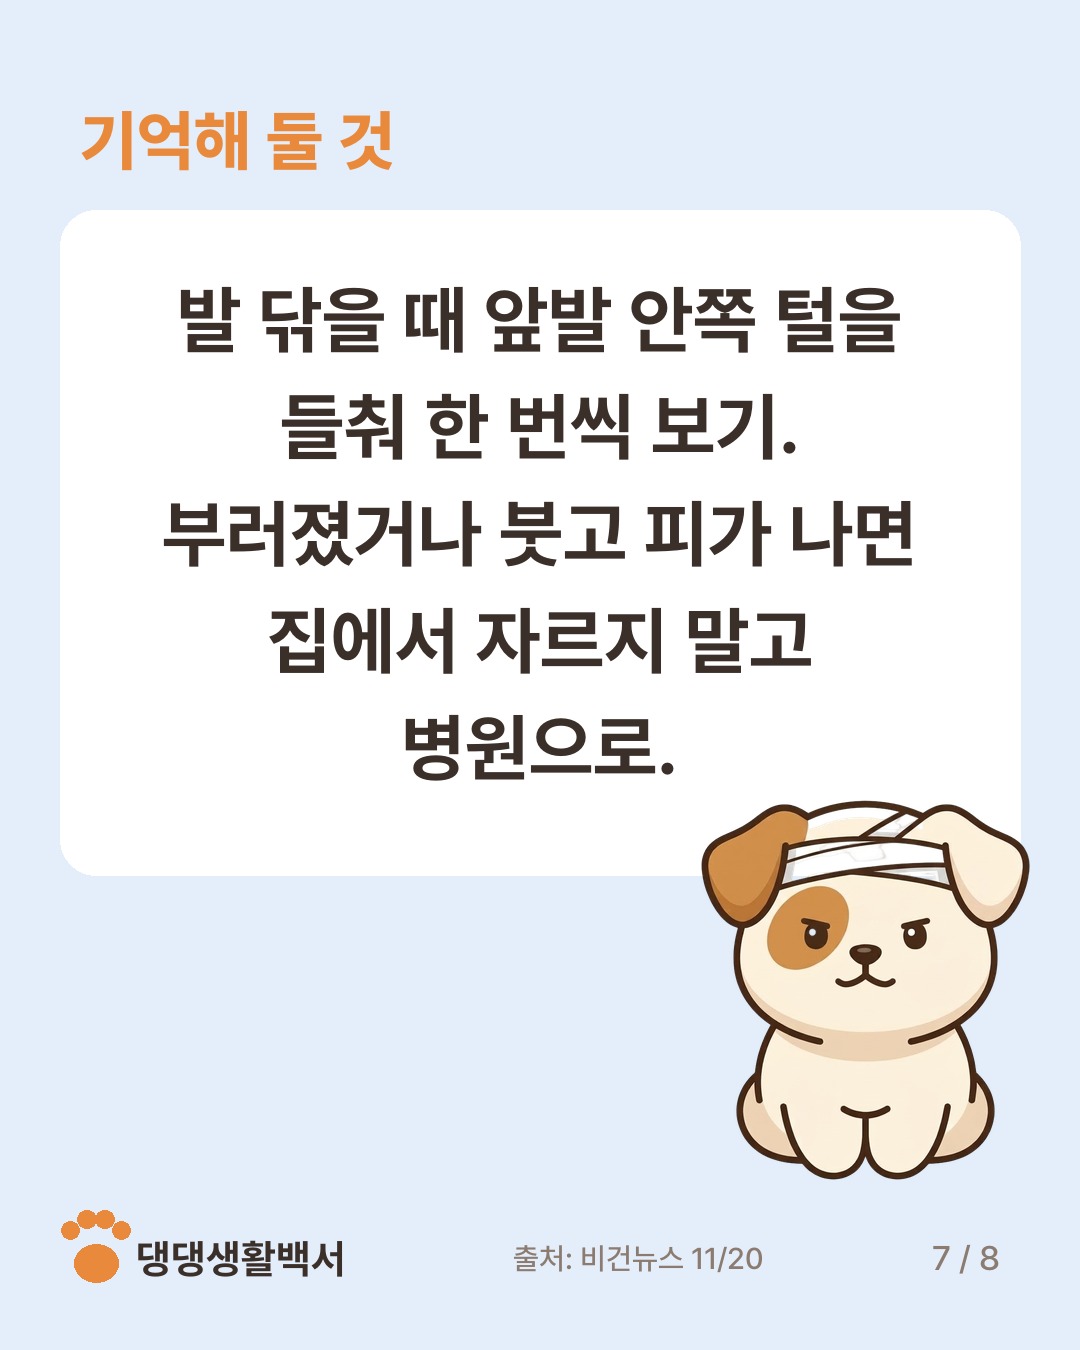 기억해 둘 것
발 닦을 때 앞발 안쪽 털을
들춰 한 번씩 보기.
부러졌거나 붓고 피가 나면
집에서 자르지 말고
병원으로.
댕댕생활백서
출처: 비건뉴스 11/20
7 / 8